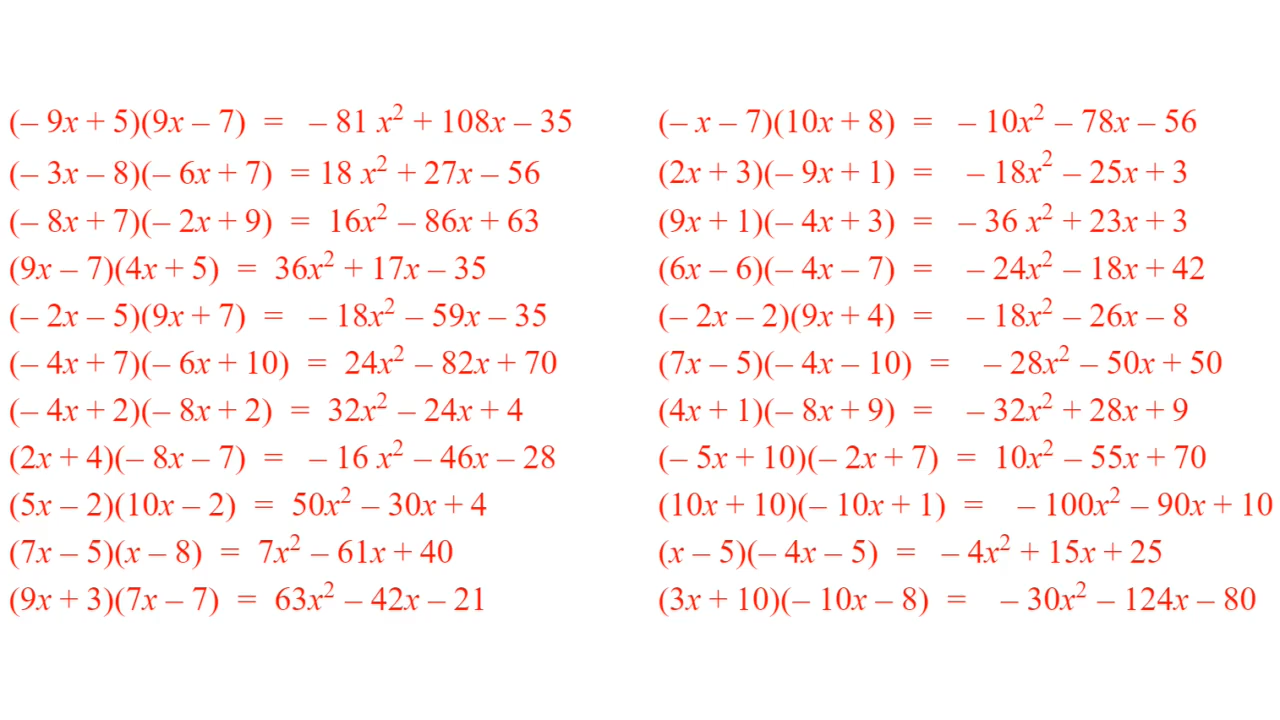 (– 9x + 5)(9x – 7) = – 81 x² + 108x – 35
(– 3x – 8)(– 6x + 7) = 18 x² + 27x – 56
(– 8x + 7)(– 2x + 9) = 16x² – 86x + 63
(9x – 7)(4x + 5) = 36x² + 17x – 35
(– 2x – 5)(9x + 7) = – 18x² – 59x – 35
(– 4x + 7)(– 6x + 10) = 24x² – 82x + 70
(– 4x + 2)(– 8x + 2) = 32x² – 24x + 4
(2x + 4)(– 8x – 7) = – 16 x² – 46x – 28
(5x – 2)(10x – 2) = 50x² – 30x + 4
(7x – 5)(x – 8) = 7x² – 61x + 40
(9x + 3)(7x – 7) = 63x² – 42x – 21
(– x – 7)(10x + 8) = – 10x² – 78x – 56
(2x + 3)(– 9x + 1) = – 18x² – 25x + 3
(9x + 1)(– 4x + 3) = – 36 x² + 23x + 3
(6x – 6)(– 4x – 7) = – 24x² – 18x + 42
(– 2x – 2)(9x + 4) = – 18x² – 26x – 8
(7x – 5)(– 4x – 10) = – 28x² – 50x + 50
(4x + 1)(– 8x + 9) = – 32x² + 28x + 9
(– 5x + 10)(– 2x + 7) = 10x² – 55x + 70
(10x + 10)(– 10x + 1) = – 100x² – 90x + 10
(x – 5)(– 4x – 5) = – 4x² + 15x + 25
(3x + 10)(– 10x – 8) = – 30x² – 124x – 80